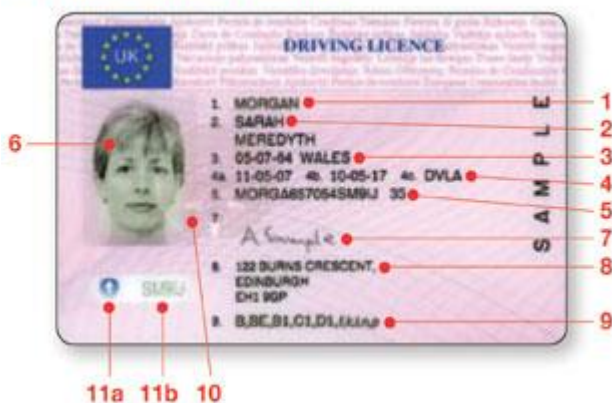 UK
DRIVING LICENCE
1. MORGAN 1
2. SARAH 2
MEREDYTH
3. 05-07-64 WALES 3
4a. 11-05-07 4b. 10-05-17 4c. DVLA 4
5. MORGA657054SM9IJ 35 5
6
7.
A Sample 7
8. 122 BURNS CRESCENT, 8
EDINBURGH
EH1 9GP
9. B,BE,B1,C1,D1, 9
SM9IJ
SAMPLE
11a 11b 10